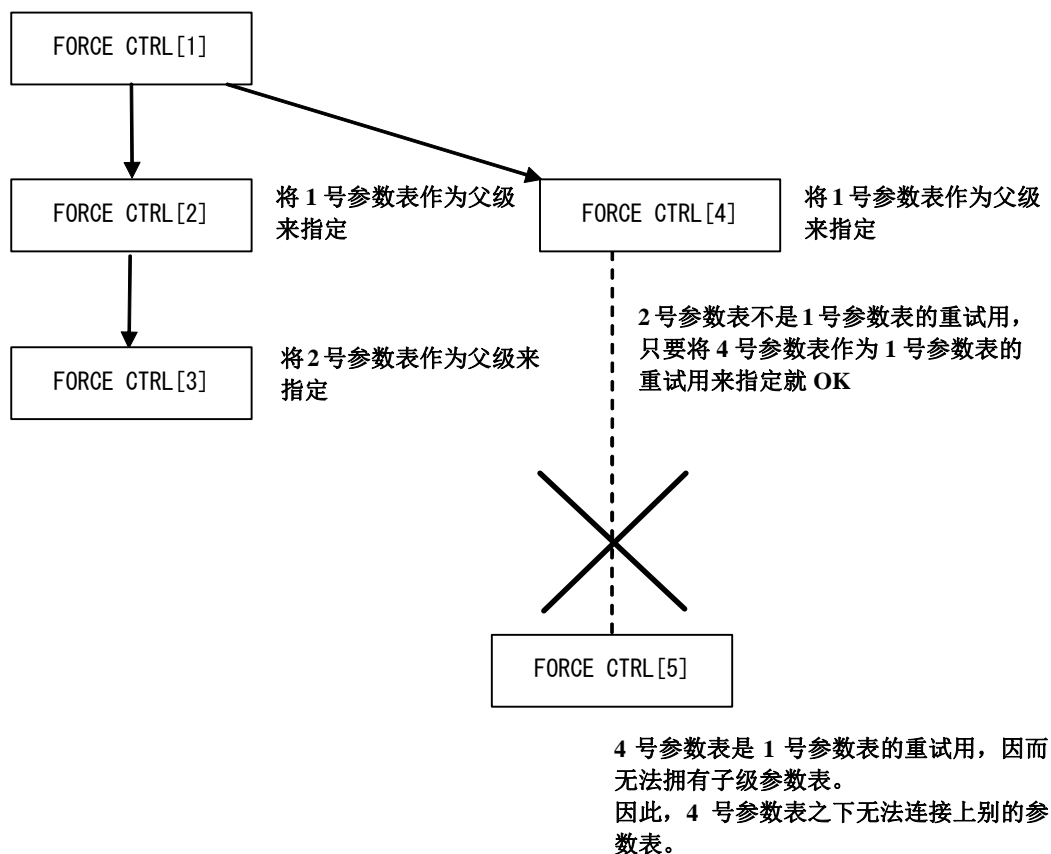 FORCE CTRL[1]
FORCE CTRL[2]
将 1 号参数表作为父级
来指定
FORCE CTRL[4]
将 1 号参数表作为父级
来指定
2 号参数表不是 1 号参数表的重试用，
只要将 4 号参数表作为 1 号参数表的
重试用来指定就 OK
FORCE CTRL[3]
将 2 号参数表作为父级来
指定
FORCE CTRL[5]
4 号参数表是 1 号参数表的重试用，因而
无法拥有子级参数表。
因此，4 号参数表之下无法连接上别的参
数表。